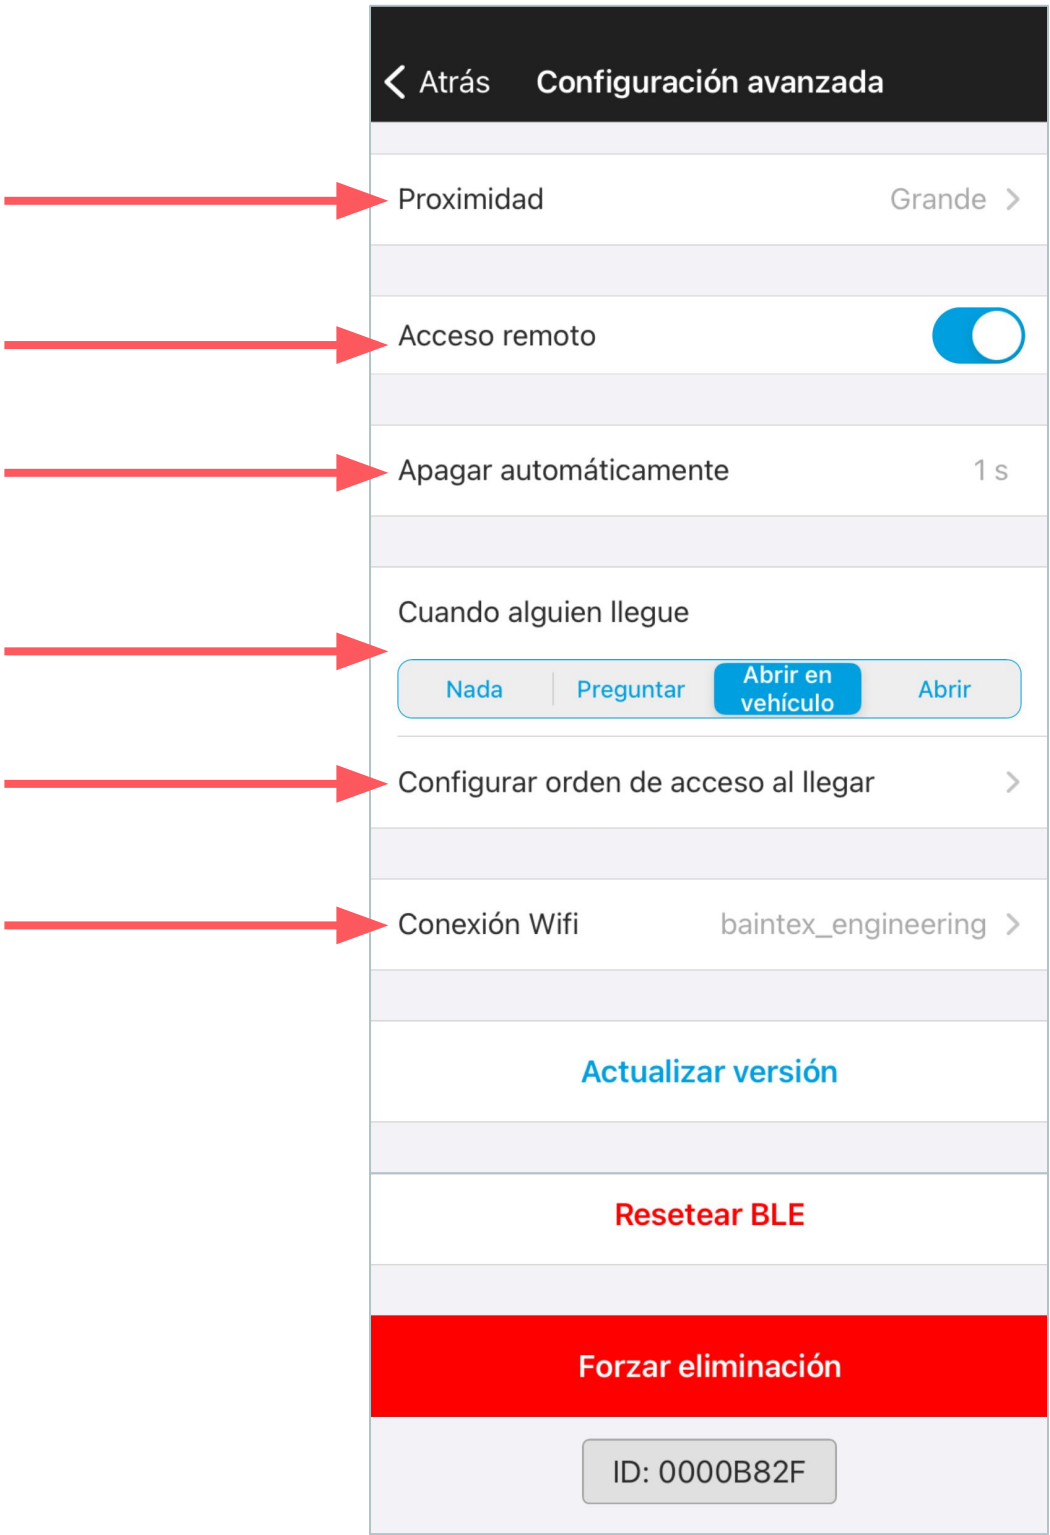 Atrás Configuración avanzada
Proximidad Grande
Acceso remoto
Apagar automáticamente 1 s
Cuando alguien llegue
Nada Preguntar Abrir en vehículo Abrir
Configurar orden de acceso al llegar
Conexión Wifi baintex_engineering
Actualizar versión
Resetear BLE
Forzar eliminación
ID: 0000B82F